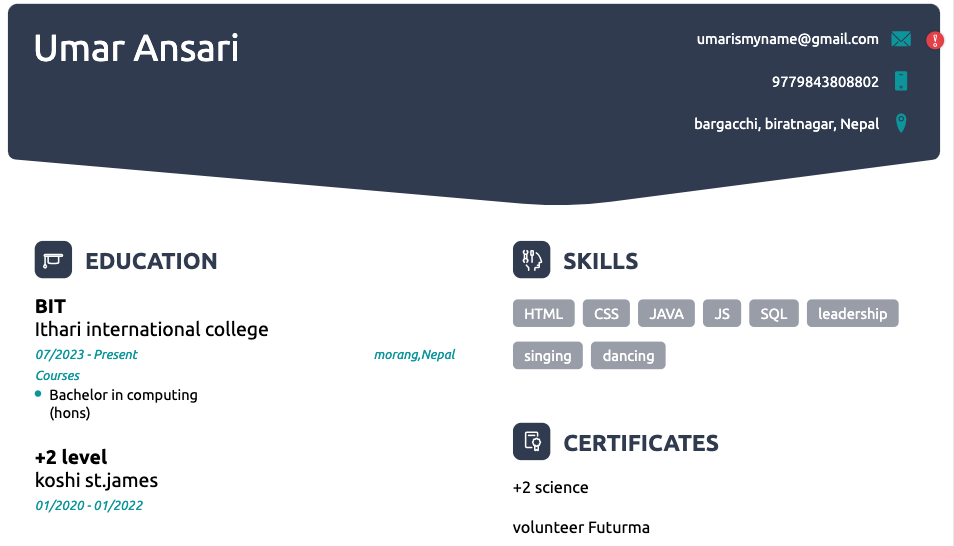 Umar Ansari
umarismyname@gmail.com
9779843808802
bargacchi, biratnagar, Nepal
EDUCATION
BIT
Ithari international college
07/2023 - Present
morang,Nepal
Courses
Bachelor in computing
(hons)
+2 level
koshi st.james
01/2020 - 01/2022
SKILLS
HTML CSS JAVA JS SQL leadership
singing dancing
CERTIFICATES
+2 science
volunteer Futurma